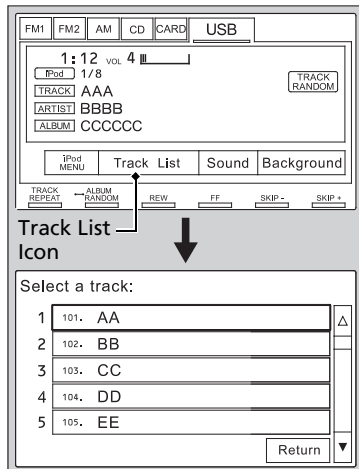 FM1 FM2 AM CD CARD USB
1:12 VOL 4
iPod 1/8
TRACK RANDOM
TRACK AAA
ARTIST BBBB
ALBUM CCCCCC
iPod MENU Track List Sound Background
TRACK REPEAT ALBUM RANDOM REW FF SKIP - SKIP +
Track List
Icon
Select a track:
1 101. AA
2 102. BB
3 103. CC
4 104. DD
5 105. EE
Return